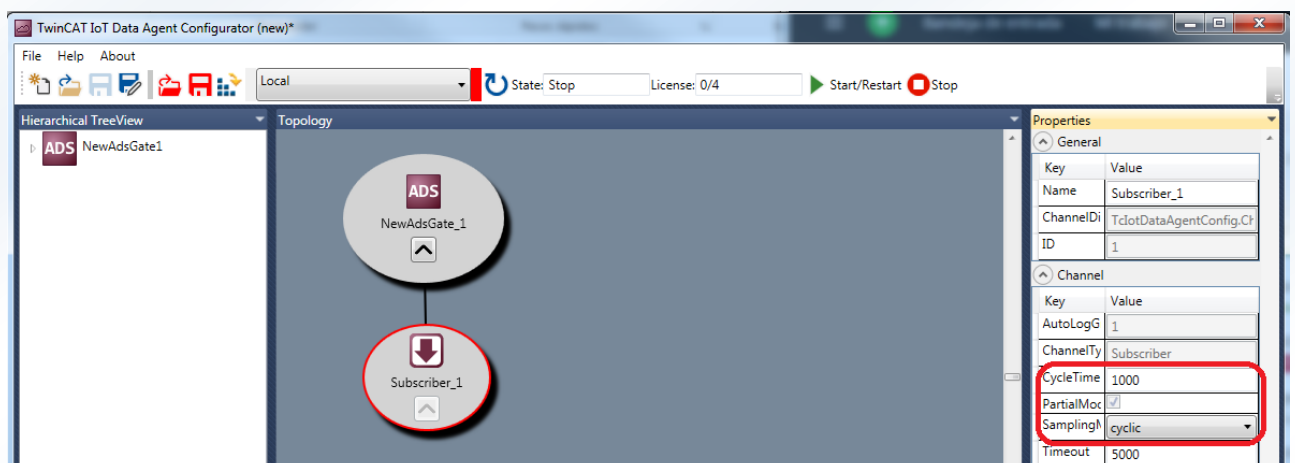 TwinCAT IoT Data Agent Configurator (new)*
File Help About
Local
State: Stop
License: 0/4
Start/Restart
Stop
Hierarchical TreeView
ADS NewAdsGate1
Topology
ADS
NewAdsGate_1
Subscriber_1
Properties
General
Key Value
Name Subscriber_1
ChannelDi TcIotDataAgentConfig.Ch
ID 1
Channel
Key Value
AutoLogG 1
ChannelTy Subscriber
CycleTime 1000
PartialMoc
SamplingM cyclic
Timeout 5000